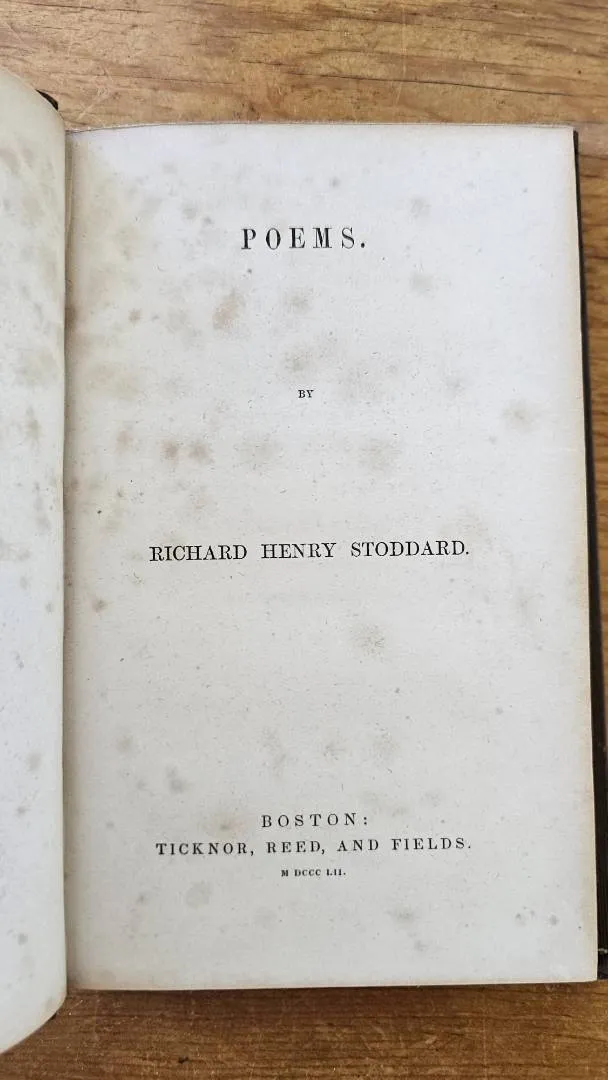 POEMS.
BY
RICHARD HENRY STODDARD.
BOSTON:
TICKNOR, REED, AND FIELDS.
M DCCC LII.